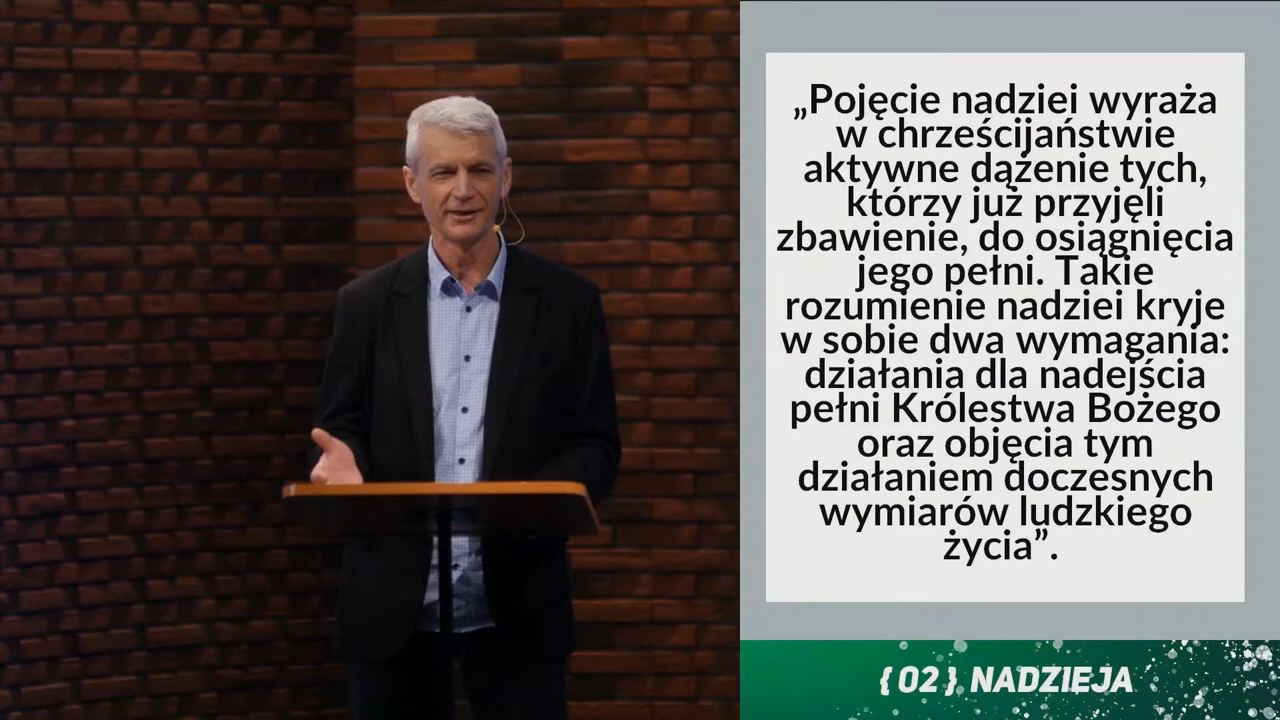 „Pojęcie nadziei wyraża
w chrześcijaństwie
aktywne dążenie tych,
którzy już przyjęli
zbawienie, do osiągnięcia
jego pełni. Takie
rozumienie nadziei kryje
w sobie dwa wymagania:
działania dla nadejścia
pełni Królestwa Bożego
oraz objęcia tym
działaniem doczesnych
wymiarów ludzkiego
życia”.
{ 02 } NADZIEJA